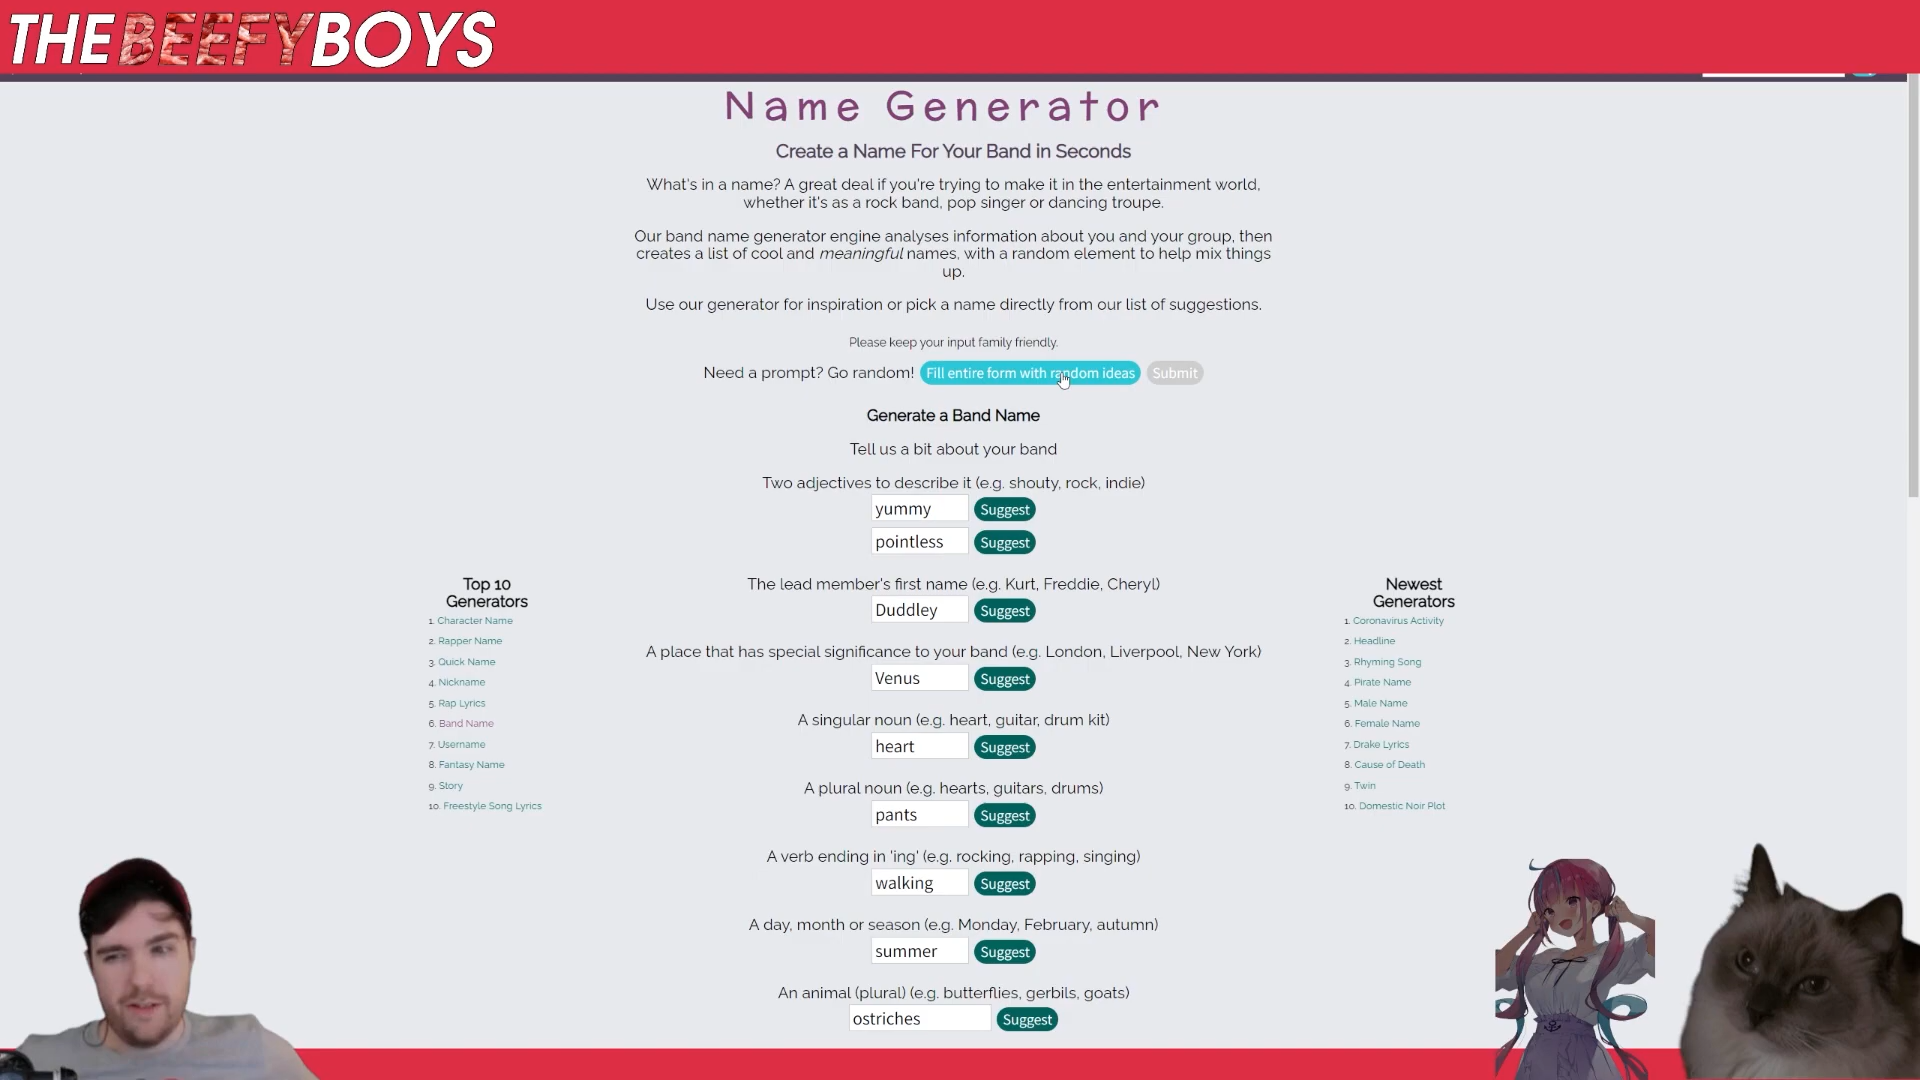 THEBEEFYBOYS
Name Generator
Create a Name For Your Band in Seconds
What's in a name? A great deal if you're trying to make it in the entertainment world,
whether it's as a rock band, pop singer or dancing troupe.
Our band name generator engine analyses information about you and your group, then
creates a list of cool and meaningful names, with a random element to help mix things
up.
Use our generator for inspiration or pick a name directly from our list of suggestions.
Please keep your input family friendly.
Need a prompt? Go random! Fill entire form with random ideas Submit
Generate a Band Name
Tell us a bit about your band
Two adjectives to describe it (e.g. shouty, rock, indie)
yummy Suggest
pointless Suggest
The lead member's first name (e.g. Kurt, Freddie, Cheryl)
Duddley Suggest
A place that has special significance to your band (e.g. London, Liverpool, New York)
Venus Suggest
A singular noun (e.g. heart, guitar, drum kit)
heart Suggest
A plural noun (e.g. hearts, guitars, drums)
pants Suggest
A verb ending in 'ing' (e.g. rocking, rapping, singing)
walking Suggest
A day, month or season (e.g. Monday, February, autumn)
summer Suggest
An animal (plural) (e.g. butterflies, gerbils, goats)
ostriches Suggest
Top 10
Generators
1. Character Name
2. Rapper Name
3. Quick Name
4. Nickname
5. Rap Lyrics
6. Band Name
7. Username
8. Fantasy Name
9. Story
10. Freestyle Song Lyrics
Newest
Generators
1. Coronavirus Activity
2. Headline
3. Rhyming Song
4. Pirate Name
5. Male Name
6. Female Name
7. Drake Lyrics
8. Cause of Death
9. Twin
10. Domestic Noir Plot